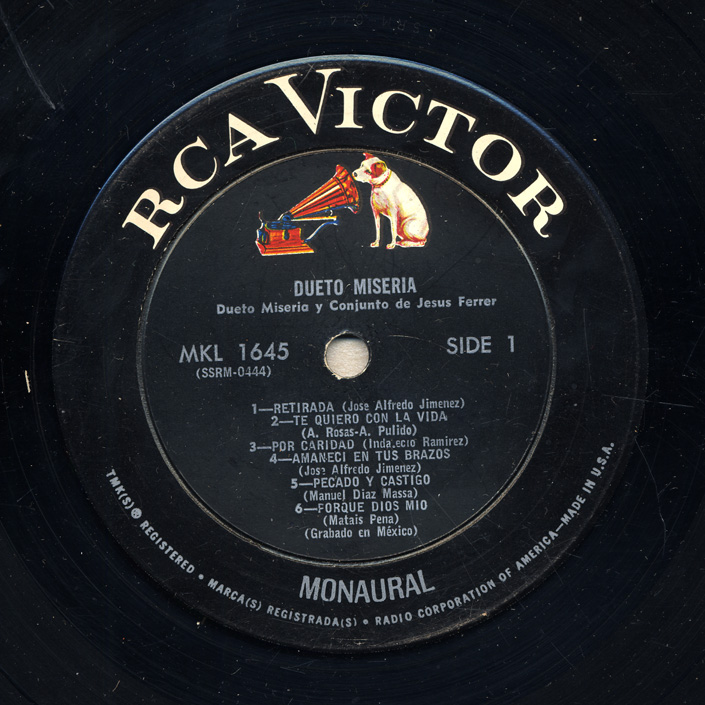 RCA VICTOR
DUETO MISERIA
Dueto Miseria y Conjunto de Jesus Ferrer
MKL 1645
(SSRM-0444)
SIDE 1
1—RETIRADA (Jose Alfredo Jimenez)
2—TE QUIERO CON LA VIDA
(A. Rosas-A. Pulido)
3—POR CARIDAD (Inda.ecio Ramirez)
4—AMANECI EN TUS BRAZOS
(Jose Alfredo Jimenez)
5—PECADO Y CASTIGO
(Manuel Diaz Massa)
6—FORQUE DIOS MIO
(Matais Pena)
(Grabado en México)
MONAURAL
TMK(S)® REGISTERED • MARCA(S) REGISTRADA(S) • RADIO CORPORATION OF AMERICA—MADE IN U.S.A.